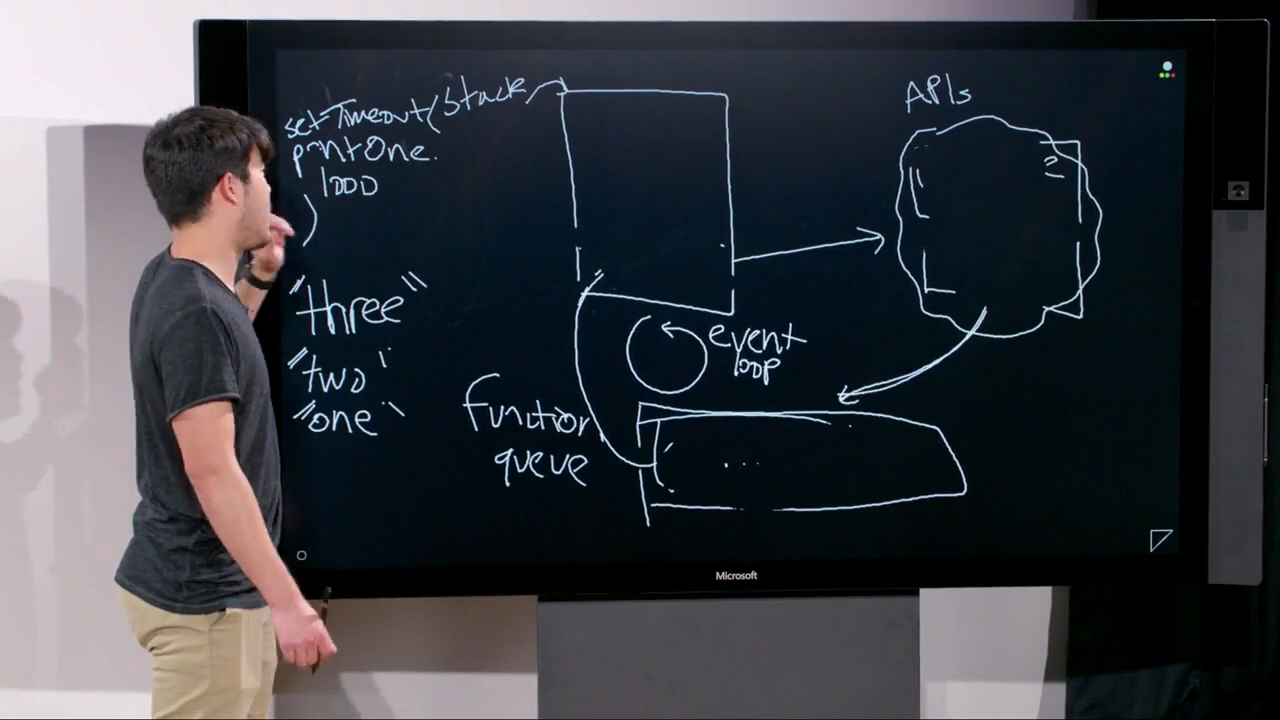 setTimeout(
printOne.
1000
)
"three"
"two"
"one"
Stack
APIs
event
loop
function
queue
...
Microsoft